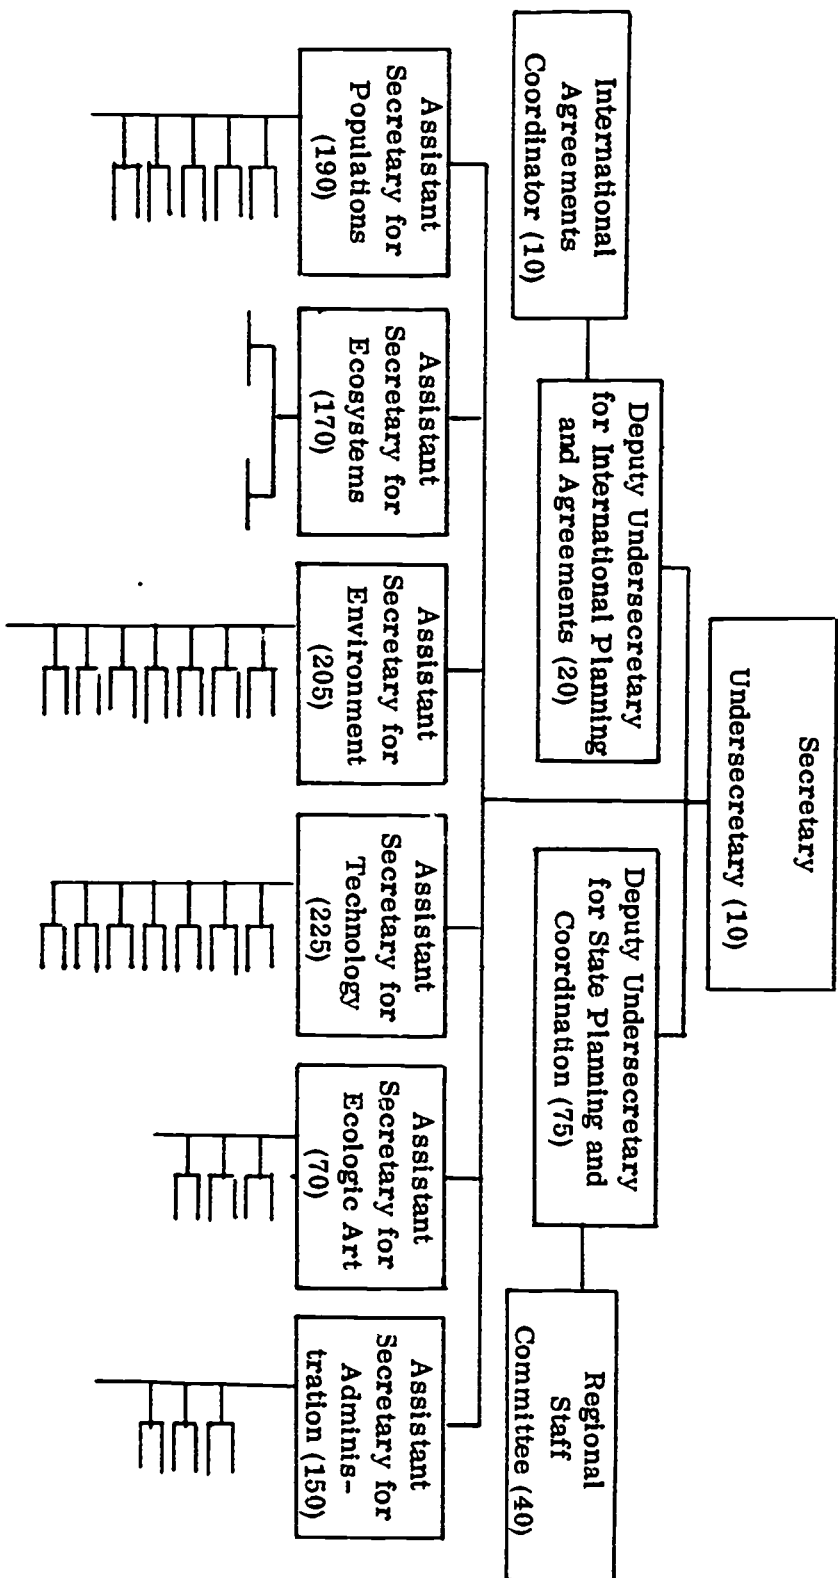 Secretary
Undersecretary (10)
Deputy Undersecretary
for International Planning
and Agreements (20)
Deputy Undersecretary
for State Planning and
Coordination (75)
International
Agreements
Coordinator (10)
Regional
Staff
Committee (40)
Assistant
Secretary for
Populations
(190)
Assistant
Secretary for
Ecosystems
(170)
Assistant
Secretary for
Environment
(205)
Assistant
Secretary for
Technology
(225)
Assistant
Secretary for
Ecologic Art
(70)
Assistant
Secretary for
Adminis-
tration (150)